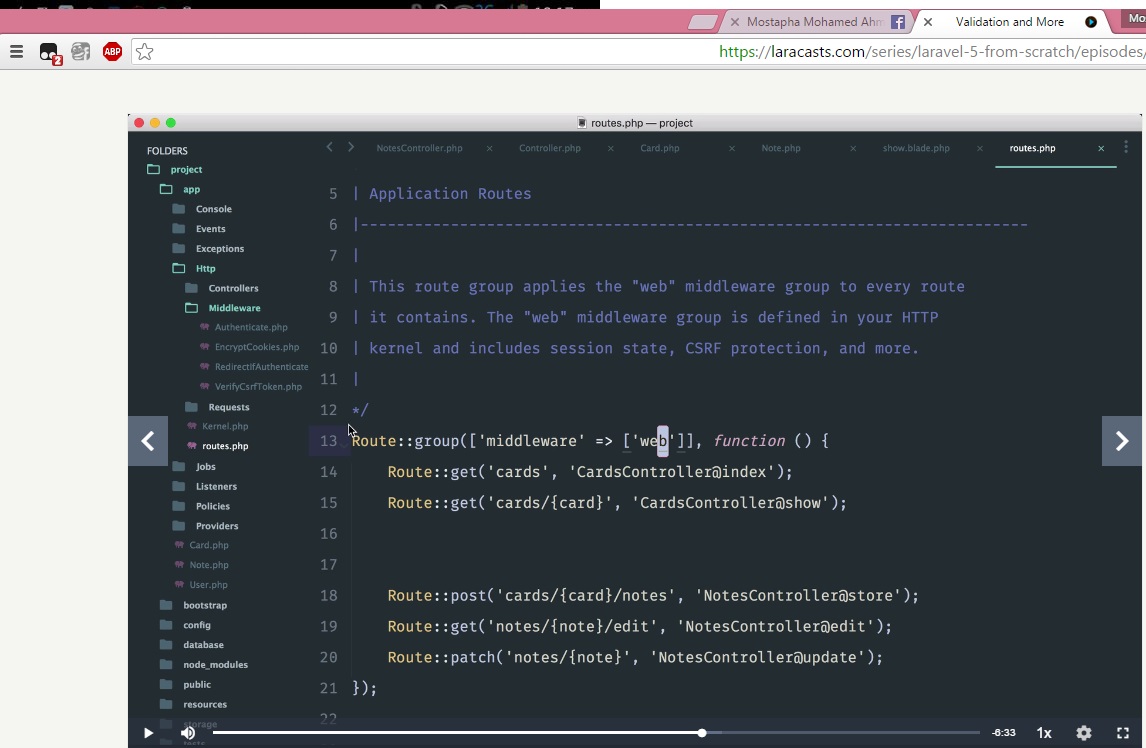 Mostapha Mohamed Ahm
Validation and More
Mo
2
ABP
https://laracasts.com/series/laravel-5-from-scratch/episodes/
routes.php — project
FOLDERS
project
app
Console
Events
Exceptions
Http
Controllers
Middleware
Authenticate.php
EncryptCookies.php
RedirectIfAuthenticate
VerifyCsrfToken.php
Requests
Kernel.php
routes.php
Jobs
Listeners
Policies
Providers
Card.php
Note.php
User.php
bootstrap
config
database
node_modules
public
resources
storage
NotesController.php
Controller.php
Card.php
Note.php
show.blade.php
routes.php
5 | Application Routes
6 |--------------------------------------------------------------------------
7 |
8 | This route group applies the "web" middleware group to every route
9 | it contains. The "web" middleware group is defined in your HTTP
10 | kernel and includes session state, CSRF protection, and more.
11 |
12 */
13 Route::group(['middleware' => ['web']], function () {
14 Route::get('cards', 'CardsController@index');
15 Route::get('cards/{card}', 'CardsController@show');
16
17
18 Route::post('cards/{card}/notes', 'NotesController@store');
19 Route::get('notes/{note}/edit', 'NotesController@edit');
20 Route::patch('notes/{note}', 'NotesController@update');
21 });
22
-6:33
1x